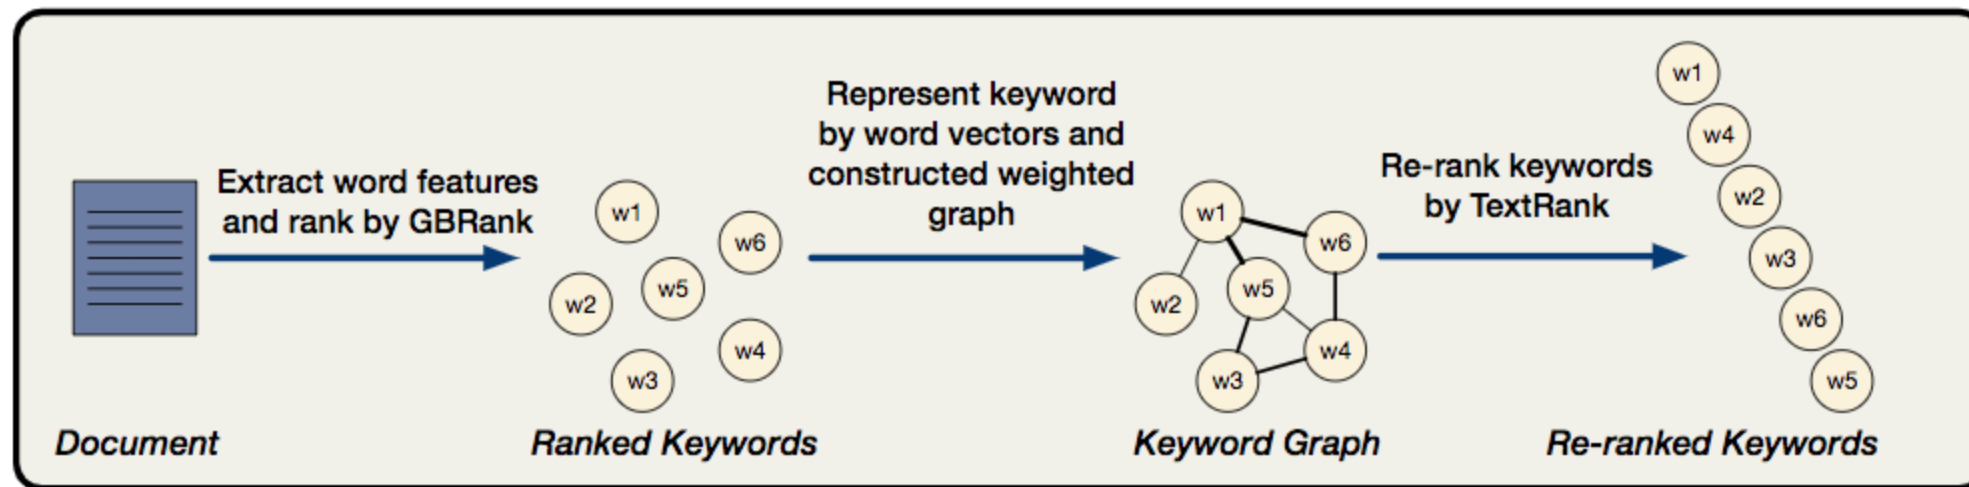 Extract word features
and rank by GBRank
Represent keyword
by word vectors and
constructed weighted
graph
Re-rank keywords
by TextRank
w1
w6
w5
w2
w4
w3
w1
w6
w5
w2
w4
w3
w1
w4
w2
w3
w6
w5
Document
Ranked Keywords
Keyword Graph
Re-ranked Keywords